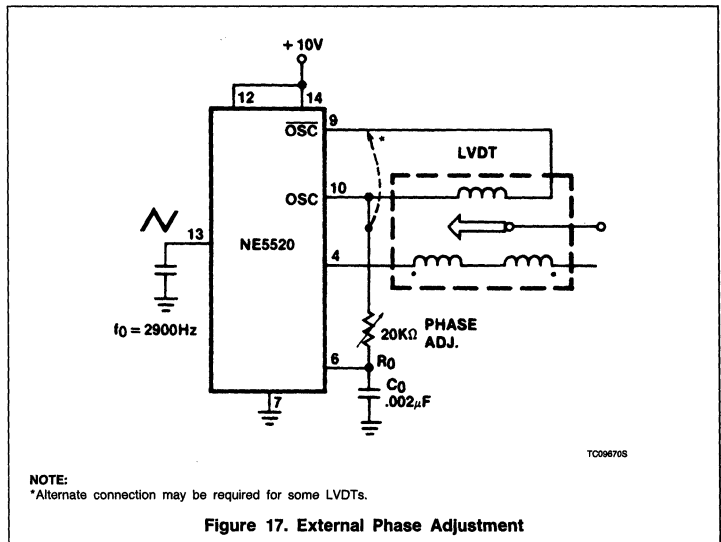 + 10V
12
14
9
OSC
*
LVDT
10
OSC
13
NE5520
4
f0 = 2900Hz
20KΩ PHASE ADJ.
6
R0
C0
.002μF
7
TC09670S
NOTE:
*Alternate connection may be required for some LVDTs.
Figure 17. External Phase Adjustment